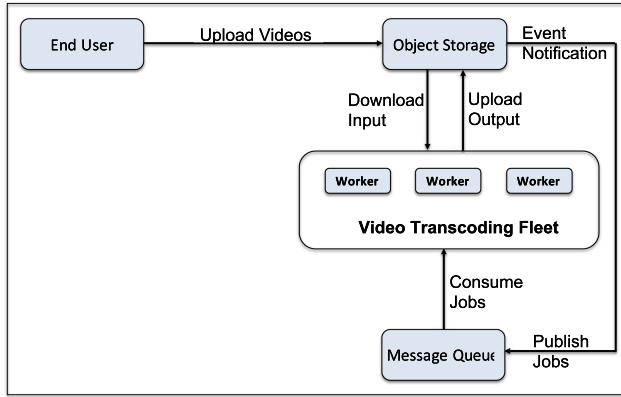 End User
Upload Videos
Object Storage
Event
Notification
Download
Input
Upload
Output
Worker
Worker
Worker
Video Transcoding Fleet
Consume
Jobs
Publish
Jobs
Message Queue